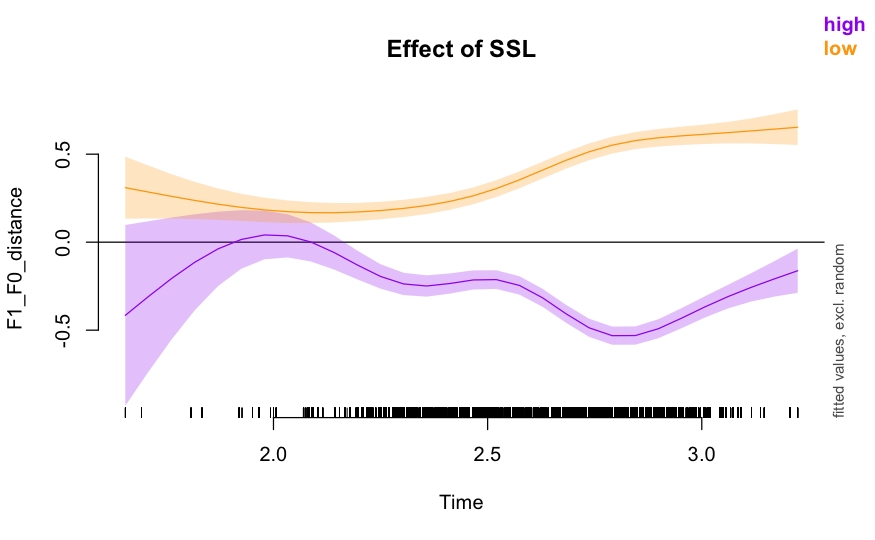 high
low
Effect of SSL
F1_F0_distance
0.5
0.0
-0.5
fitted values, excl. random
2.0 2.5 3.0
Time